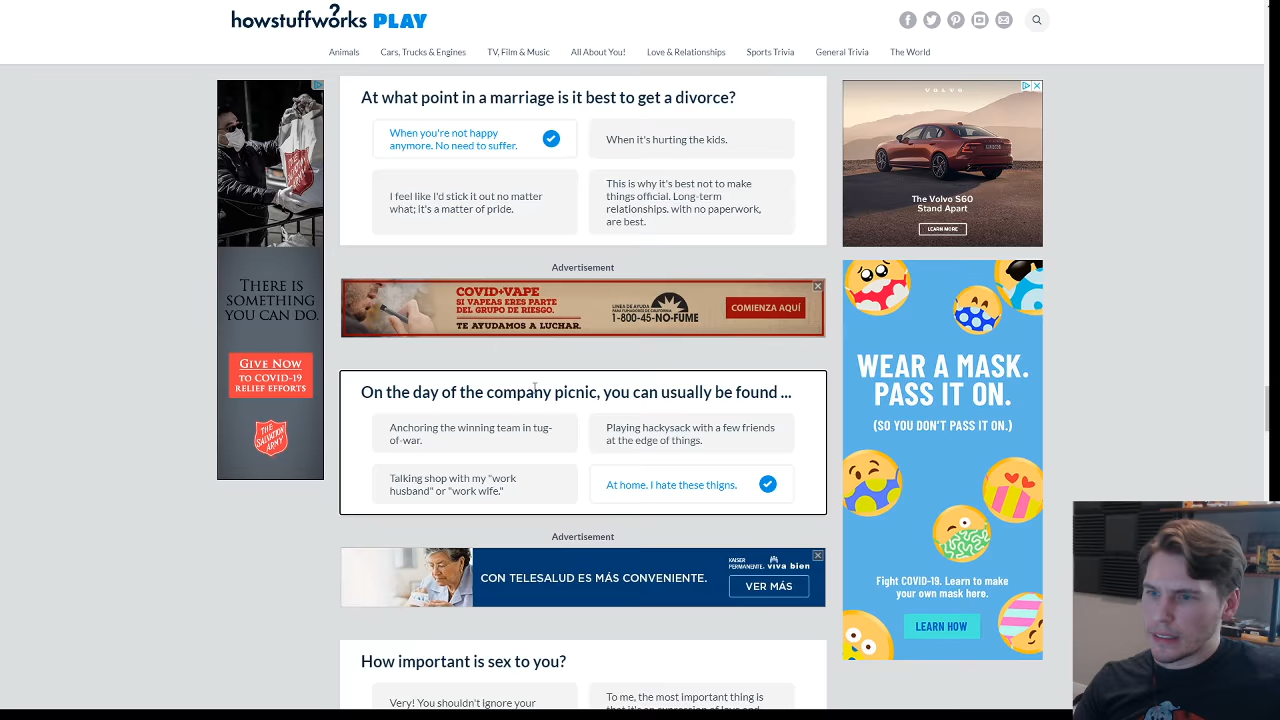 howstuffworks PLAY
Animals
Cars, Trucks & Engines
TV, Film & Music
All About You!
Love & Relationships
Sports Trivia
General Trivia
The World
At what point in a marriage is it best to get a divorce?
When you're not happy
anymore. No need to suffer.
When it's hurting the kids.
I feel like I'd stick it out no matter
what; it's a matter of pride.
This is why it's best not to make
things official. Long-term
relationships. with no paperwork,
are best.
Advertisement
COVID+VAPE
SI VAPEAS ERES PARTE
DEL GRUPO DE RIESGO.
TE AYUDAMOS A LUCHAR.
LINEA DE AYUDA
PARA FUMADORES DE CALIFORNIA
1-800-45-NO-FUME
COMIENZA AQUÍ
On the day of the company picnic, you can usually be found ...
Anchoring the winning team in tug-
of-war.
Playing hackysack with a few friends
at the edge of things.
Talking shop with my "work
husband" or "work wife."
At home. I hate these thigns.
Advertisement
CON TELESALUD ES MÁS CONVENIENTE.
KAISER
PERMANENTE®
viva bien
VER MÁS
How important is sex to you?
Very! You shouldn't ignore your
To me, the most important thing is
THERE IS
SOMETHING
YOU CAN DO.
GIVE NOW
TO COVID-19
RELIEF EFFORTS
THE
SALVATION
ARMY
VOLVO
The Volvo S60
Stand Apart
LEARN MORE
WEAR A MASK.
PASS IT ON.
(SO YOU DON'T PASS IT ON.)
Fight COVID-19. Learn to make
your own mask here.
LEARN HOW